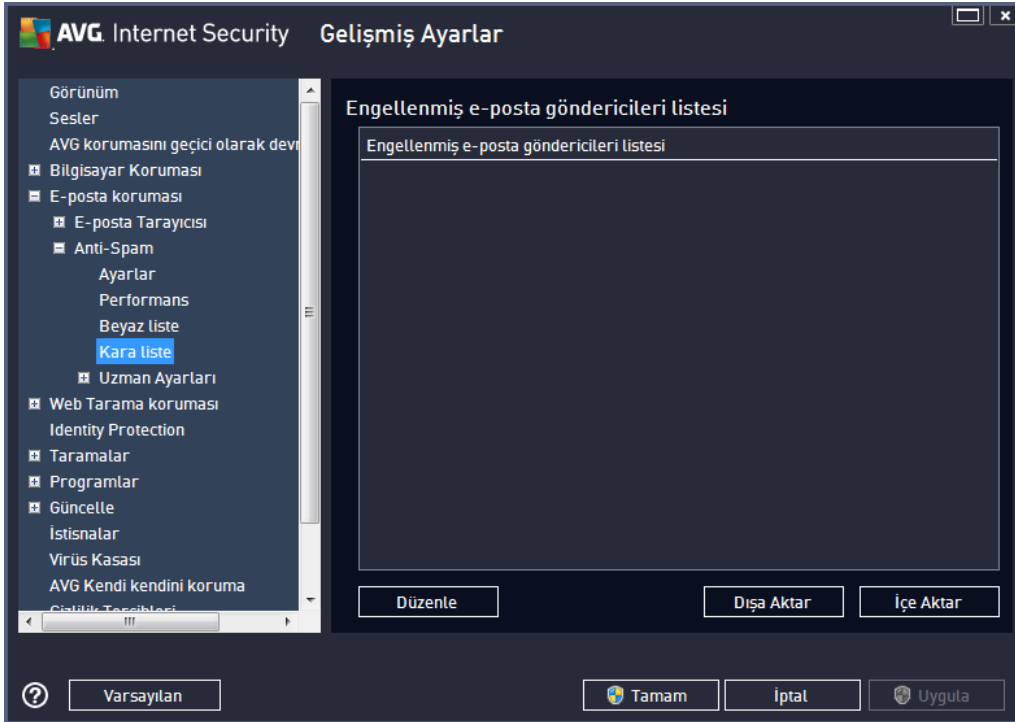 AVG. Internet Security Gelişmiş Ayarlar
Görünüm
Sesler
AVG korumasını geçici olarak devr
Bilgisayar Koruması
E-posta koruması
E-posta Tarayıcısı
Anti-Spam
Ayarlar
Performans
Beyaz liste
Kara liste
Uzman Ayarları
Web Tarama koruması
Identity Protection
Taramalar
Programlar
Güncelle
İstisnalar
Virüs Kasası
AVG Kendi kendini koruma
Gizlilik Tercihleri
Engellenmiş e-posta göndericileri listesi
Engellenmiş e-posta göndericileri listesi
Düzenle
Dışa Aktar
İçe Aktar
Varsayılan
Tamam
İptal
Uygula